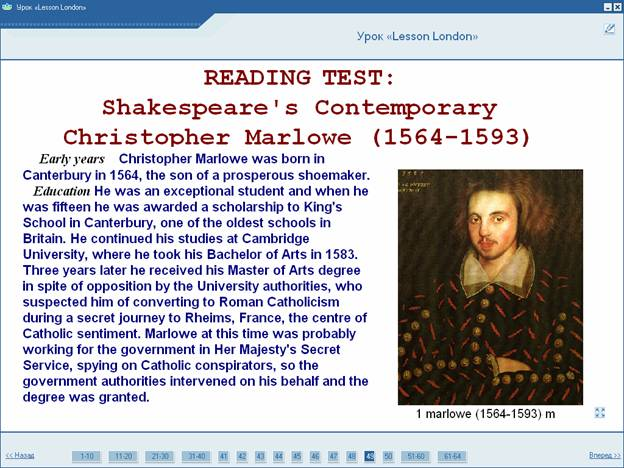 Урок «Lesson London»
Урок «Lesson London»
READING TEST:
Shakespeare's Contemporary
Christopher Marlowe (1564-1593)
Early years Christopher Marlowe was born in
Canterbury in 1564, the son of a prosperous shoemaker.
Education He was an exceptional student and when he
was fifteen he was awarded a scholarship to King's
School in Canterbury, one of the oldest schools in
Britain. He continued his studies at Cambridge
University, where he took his Bachelor of Arts in 1583.
Three years later he received his Master of Arts degree
in spite of opposition by the University authorities, who
suspected him of converting to Roman Catholicism
during a secret journey to Rheims, France, the centre of
Catholic sentiment. Marlowe at this time was probably
working for the government in Her Majesty's Secret
Service, spying on Catholic conspirators, so the
government authorities intervened on his behalf and the
degree was granted.
1 marlowe (1564-1593) m
<< Назад 1-10 11-20 21-30 31-40 41 42 43 44 45 46 47 48 49 50 51-60 61-64 Вперед >>